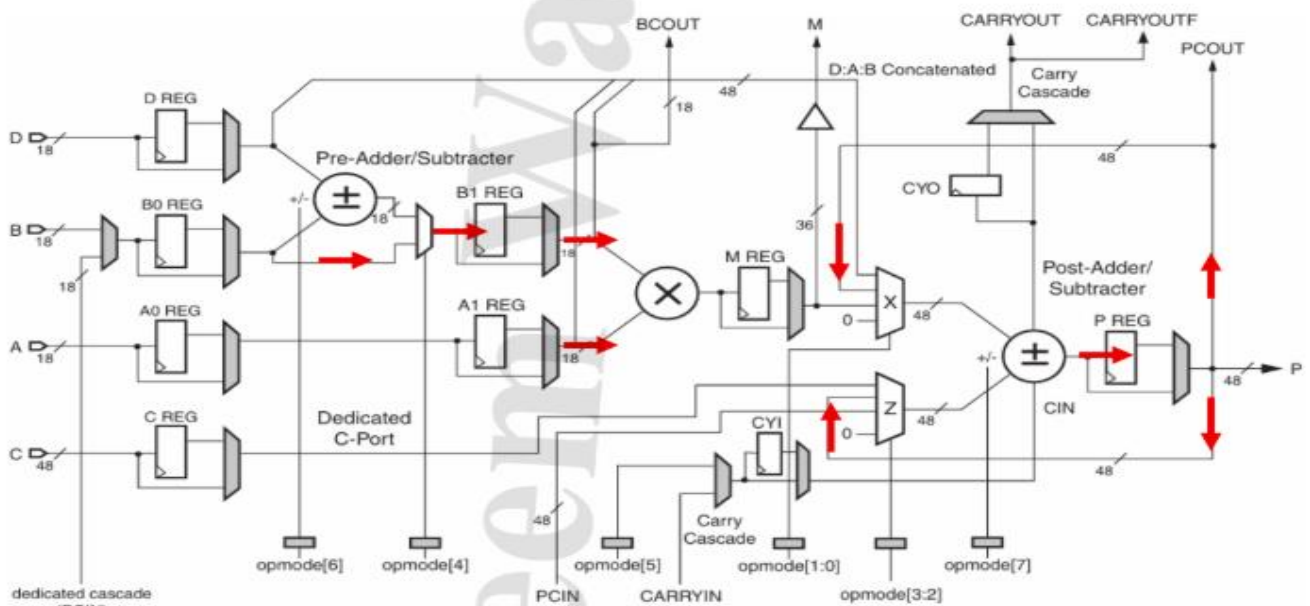 BCOUT
M
CARRYOUT
CARRYOUTF
PCOUT
D:A:B Concatenated
Carry
Cascade
48
18
D REG
D
18
Pre-Adder/Subtracter
+/-
±
18
48
CYO
B0 REG
B
18
B1 REG
18
36
18
M REG
Post-Adder/
Subtracter
A0 REG
A
18
A1 REG
18
×
0
X
48
+/-
±
P REG
48
P
C REG
C
48
Dedicated
C-Port
CYI
0
Z
48
CIN
48
48
Carry
Cascade
opmode[6]
opmode[4]
opmode[5]
opmode[1:0]
opmode[7]
dedicated cascade
PCIN
CARRYIN
opmode[3:2]